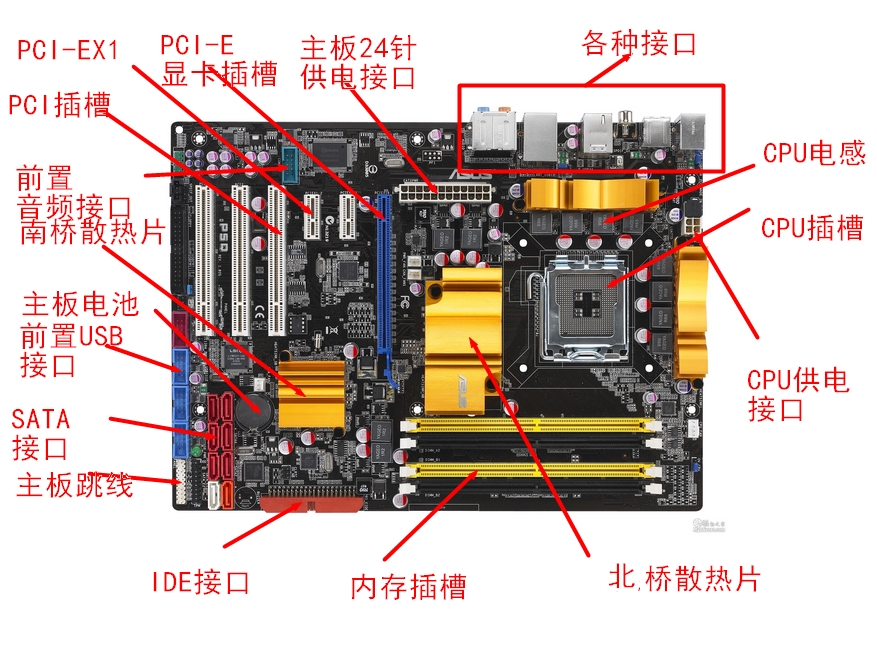 PCI-EX1
PCI-E
显卡插槽
主板24针
供电接口
各种接口
PCI插槽
CPU电感
前置
音频接口
南桥散热片
CPU插槽
主板电池
前置USB
接口
CPU供电
接口
SATA
接口
主板跳线
IDE接口
内存插槽
北,桥散热片
ASUS
P5Q